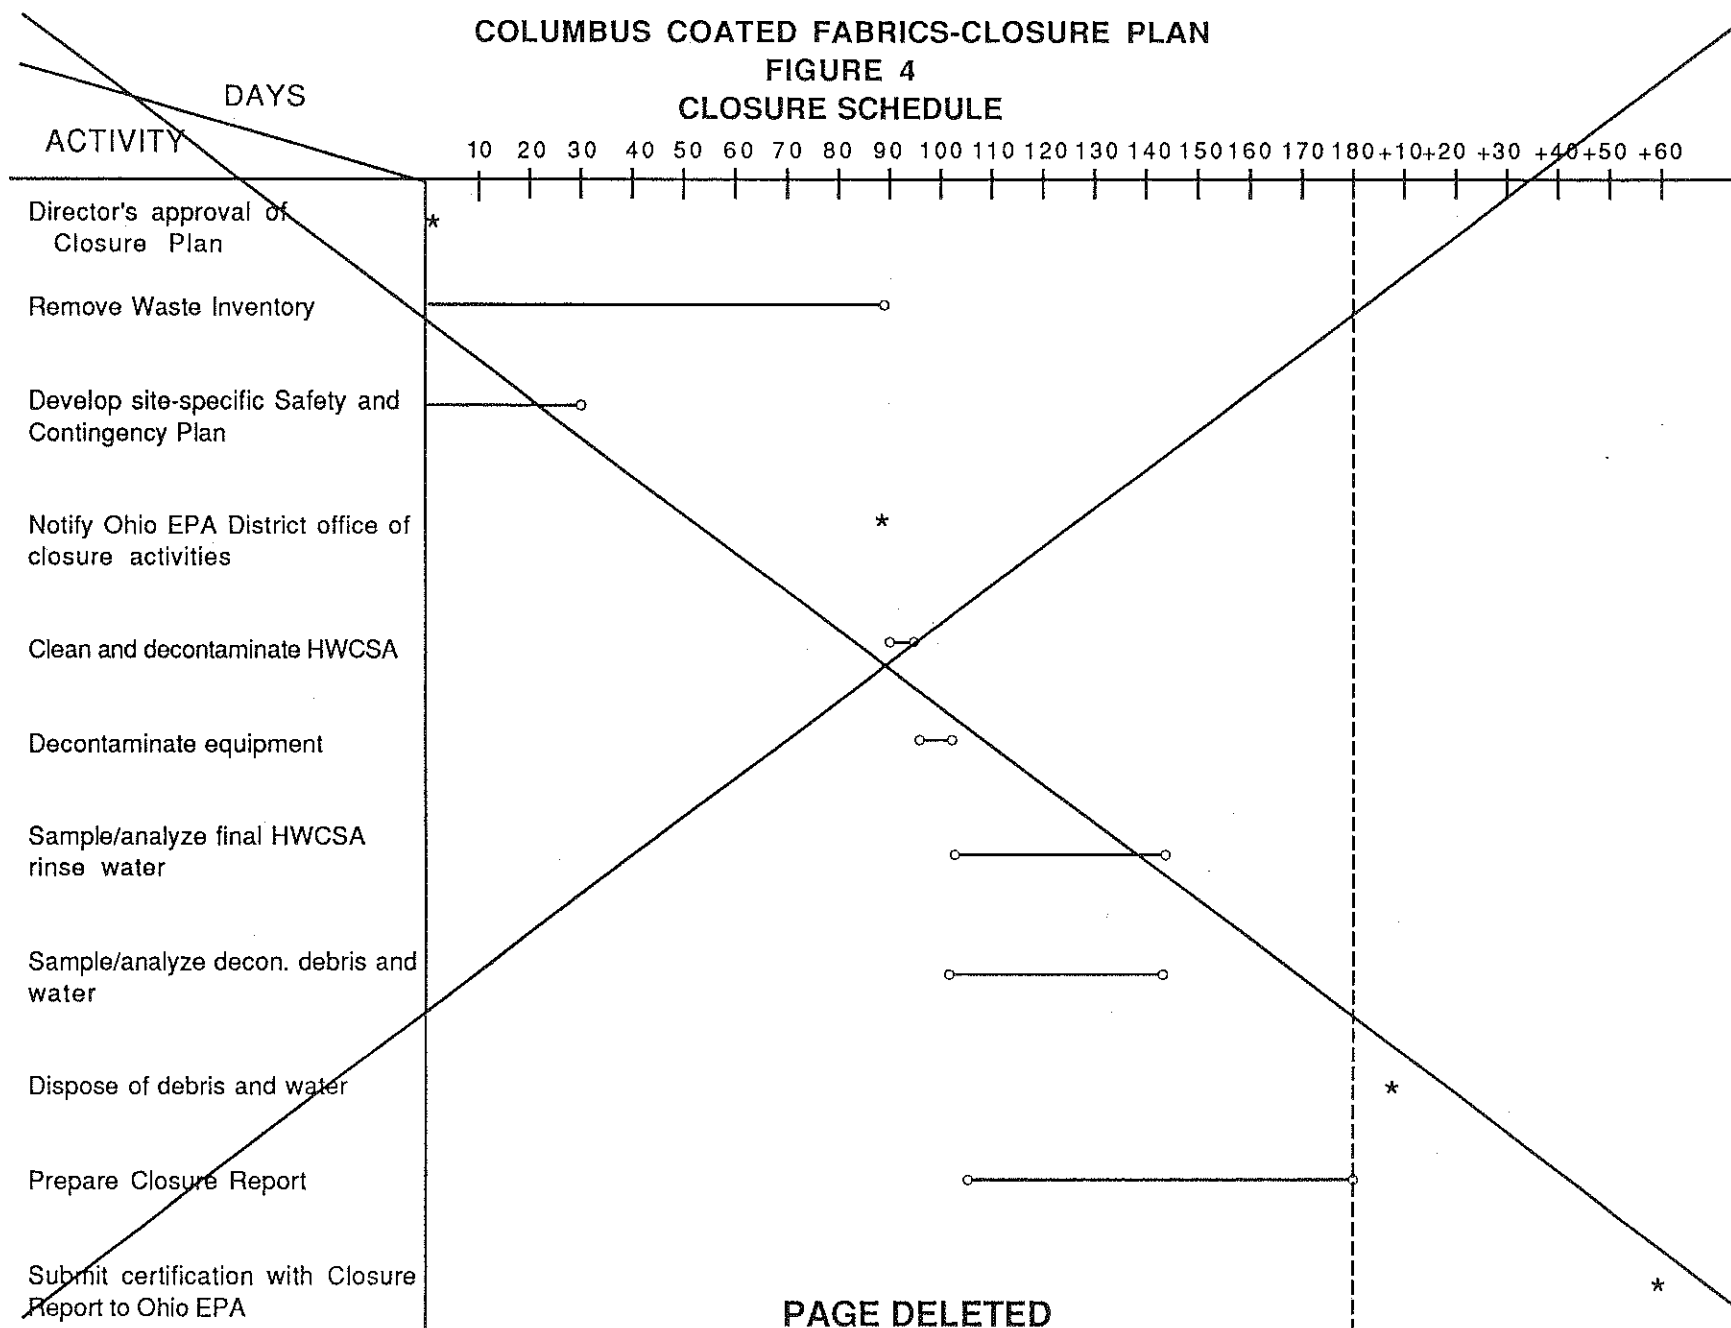 COLUMBUS COATED FABRICS-CLOSURE PLAN
FIGURE 4
CLOSURE SCHEDULE
DAYS
ACTIVITY
10 20 30 40 50 60 70 80 90 100 110 120 130 140 150 160 170 180 +10 +20 +30 +40 +50 +60
Director's approval of
Closure Plan
*
Remove Waste Inventory
Develop site-specific Safety and
Contingency Plan
Notify Ohio EPA District office of
closure activities
*
Clean and decontaminate HWCSA
Decontaminate equipment
Sample/analyze final HWCSA
rinse water
Sample/analyze decon. debris and
water
Dispose of debris and water
*
Prepare Closure Report
Submit certification with Closure
Report to Ohio EPA
*
PAGE DELETED